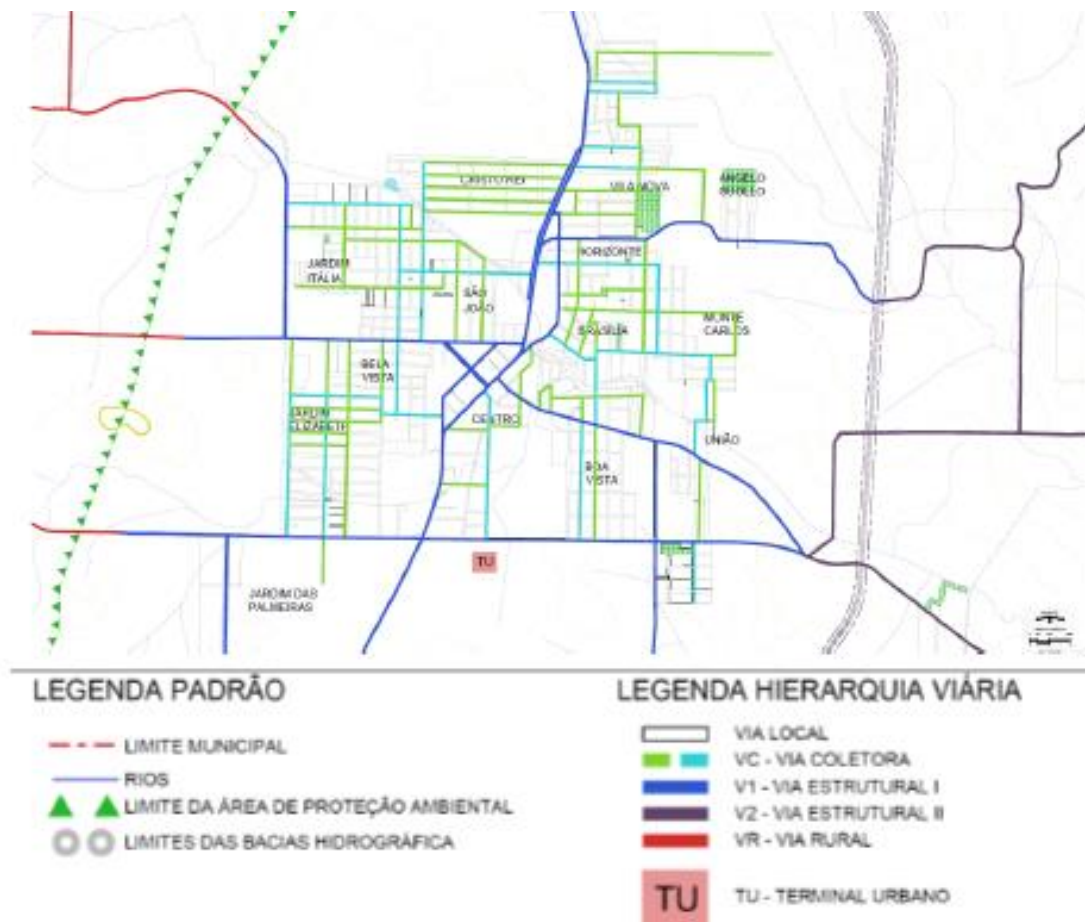 CRISTO REI
VILA NOVA
ANGELO
HORIZONTE
JARDIM
ITÁLIA
SÃO
JOÃO
BRASÍLIA
MONTE
CARLOS
BELA
VISTA
JARDIM
ELIZABETE
CENTRO
UNIÃO
BOA
VISTA
TU
JARDIM DAS
PALMEIRAS
LEGENDA PADRÃO
LIMITE MUNICIPAL
RIOS
LIMITE DA ÁREA DE PROTEÇÃO AMBIENTAL
LIMITES DAS BACIAS HIDROGRÁFICA
LEGENDA HIERARQUIA VIÁRIA
VIA LOCAL
VC - VIA COLETORA
V1 - VIA ESTRUTURAL I
V2 - VIA ESTRUTURAL II
VR - VIA RURAL
TU
TU - TERMINAL URBANO